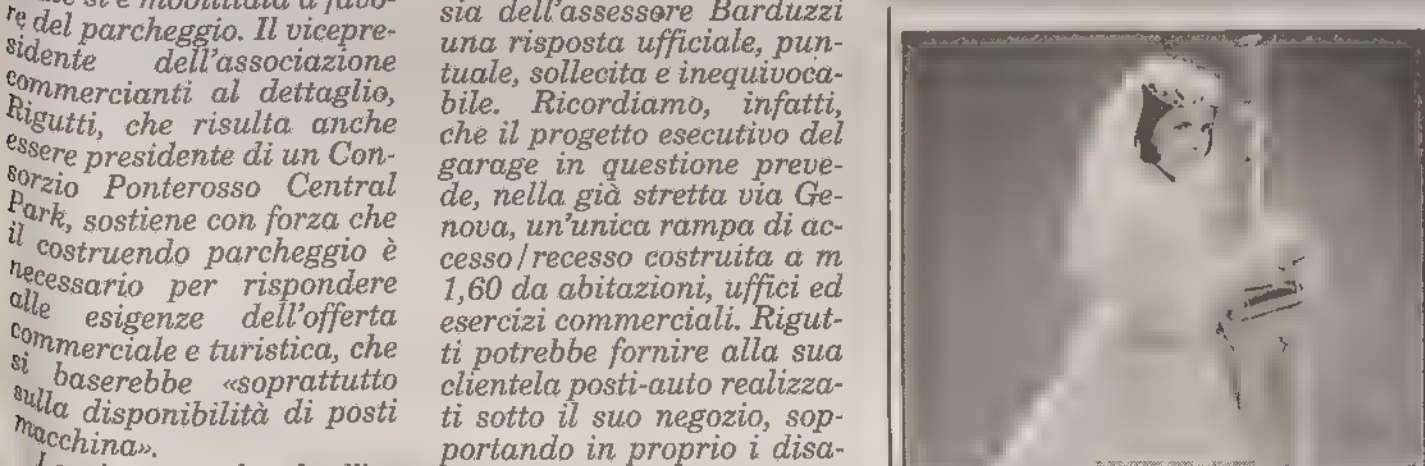 si è mobilitata a favo-
re del parcheggio. Il vicepre-
sidente dell'associazione
commercianti al dettaglio,
Rigutti, che risulta anche
essere presidente di un Con-
sorzio Ponterosso Central
Park, sostiene con forza che
il costruendo parcheggio è
necessario per rispondere
alle esigenze dell'offerta
commerciale e turistica, che
si baserebbe «soprattutto
sulla disponibilità di posti
macchina».
sia dell'assessore Barduzzi
una risposta ufficiale, pun-
tuale, sollecita e inequivoca-
bile. Ricordiamo, infatti,
che il progetto esecutivo del
garage in questione preve-
de, nella già stretta via Ge-
nova, un'unica rampa di ac-
cesso/recesso costruita a m
1,60 da abitazioni, uffici ed
esercizi commerciali. Rigut-
ti potrebbe fornire alla sua
clientela posti-auto realizza-
ti sotto il suo negozio, sop-
portando in proprio i disa-